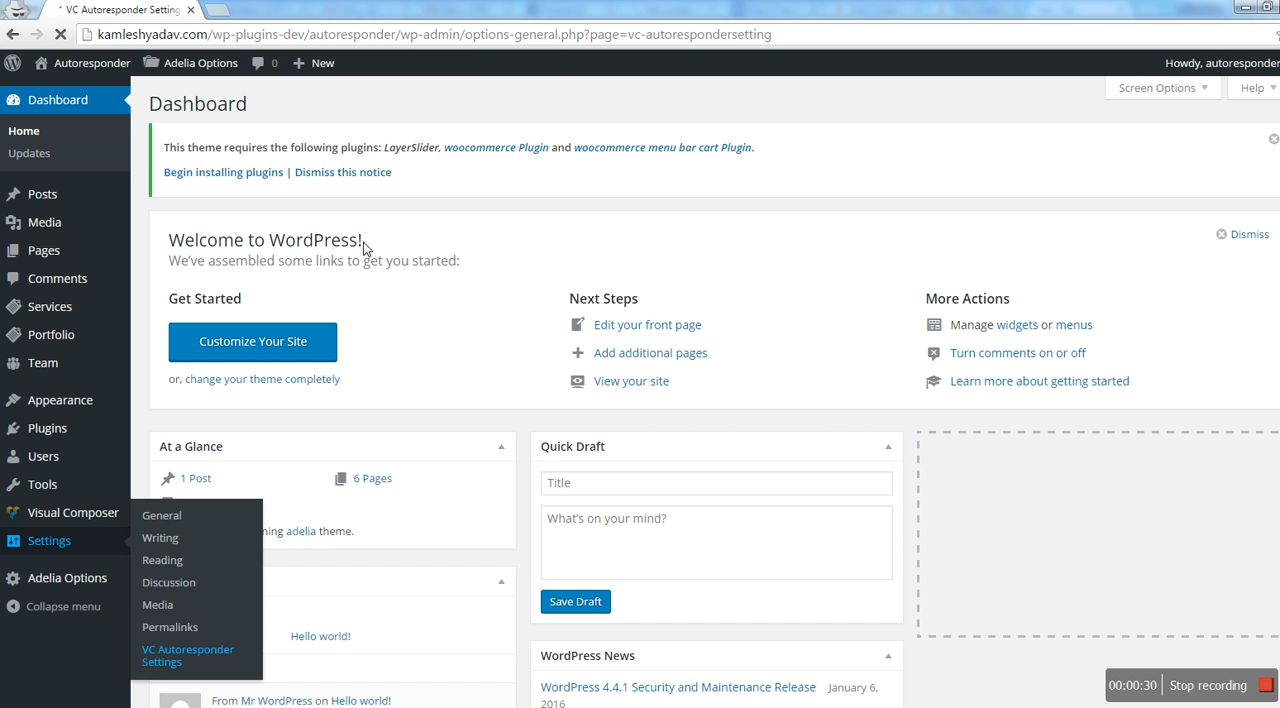 VC Autoresponder Setting
kamleshyadav.com/wp-plugins-dev/autoresponder/wp-admin/options-general.php?page=vc-autorespondersetting
Autoresponder
Adelia Options
0
New
Howdy, autoresponder
Dashboard
Home
Updates
Posts
Media
Pages
Comments
Services
Portfolio
Team
Appearance
Plugins
Users
Tools
Visual Composer
Settings
Adelia Options
Collapse menu
General
Writing
Reading
Discussion
Media
Permalinks
VC Autoresponder
Settings
Screen Options
Help
Dashboard
This theme requires the following plugins: LayerSlider, woocommerce Plugin and woocommerce menu bar cart Plugin.
Begin installing plugins | Dismiss this notice
Welcome to WordPress!
We've assembled some links to get you started:
Dismiss
Get Started
Customize Your Site
or, change your theme completely
Next Steps
Edit your front page
Add additional pages
View your site
More Actions
Manage widgets or menus
Turn comments on or off
Learn more about getting started
At a Glance
1 Post
6 Pages
adelia theme.
Hello world!
From Mr WordPress on Hello world!
Quick Draft
Title
What's on your mind?
Save Draft
WordPress News
WordPress 4.4.1 Security and Maintenance Release January 6,
2016
00:00:30
Stop recording